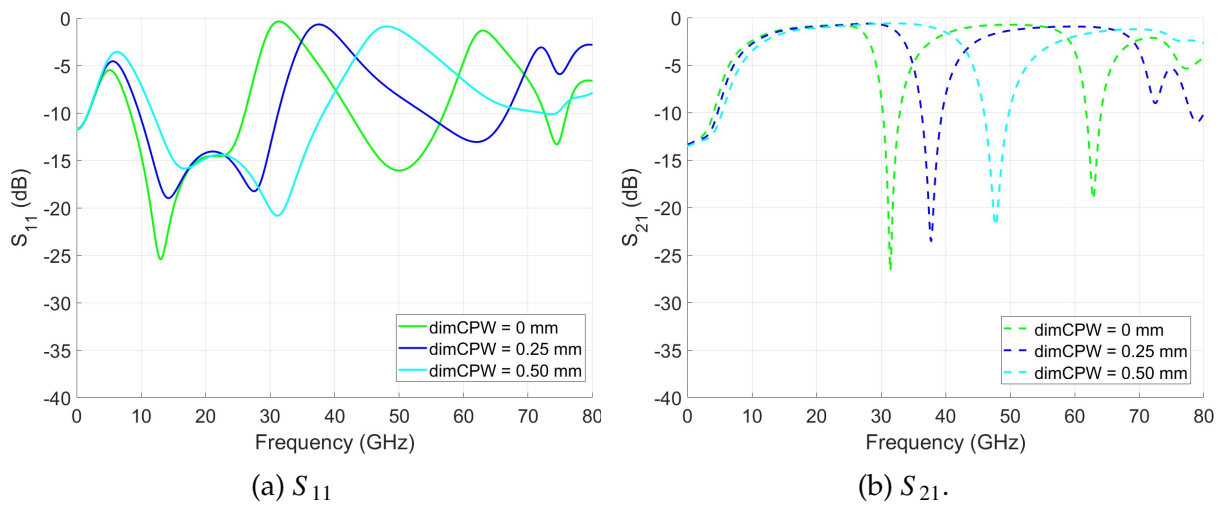 0
-5
-10
-15
-20
-25
-30
-35
-40
S11 (dB)
dimCPW = 0 mm
dimCPW = 0.25 mm
dimCPW = 0.50 mm
0 10 20 30 40 50 60 70 80
Frequency (GHz)
(a) S11
0
-5
-10
-15
-20
-25
-30
-35
-40
S21 (dB)
dimCPW = 0 mm
dimCPW = 0.25 mm
dimCPW = 0.50 mm
0 10 20 30 40 50 60 70 80
Frequency (GHz)
(b) S21.